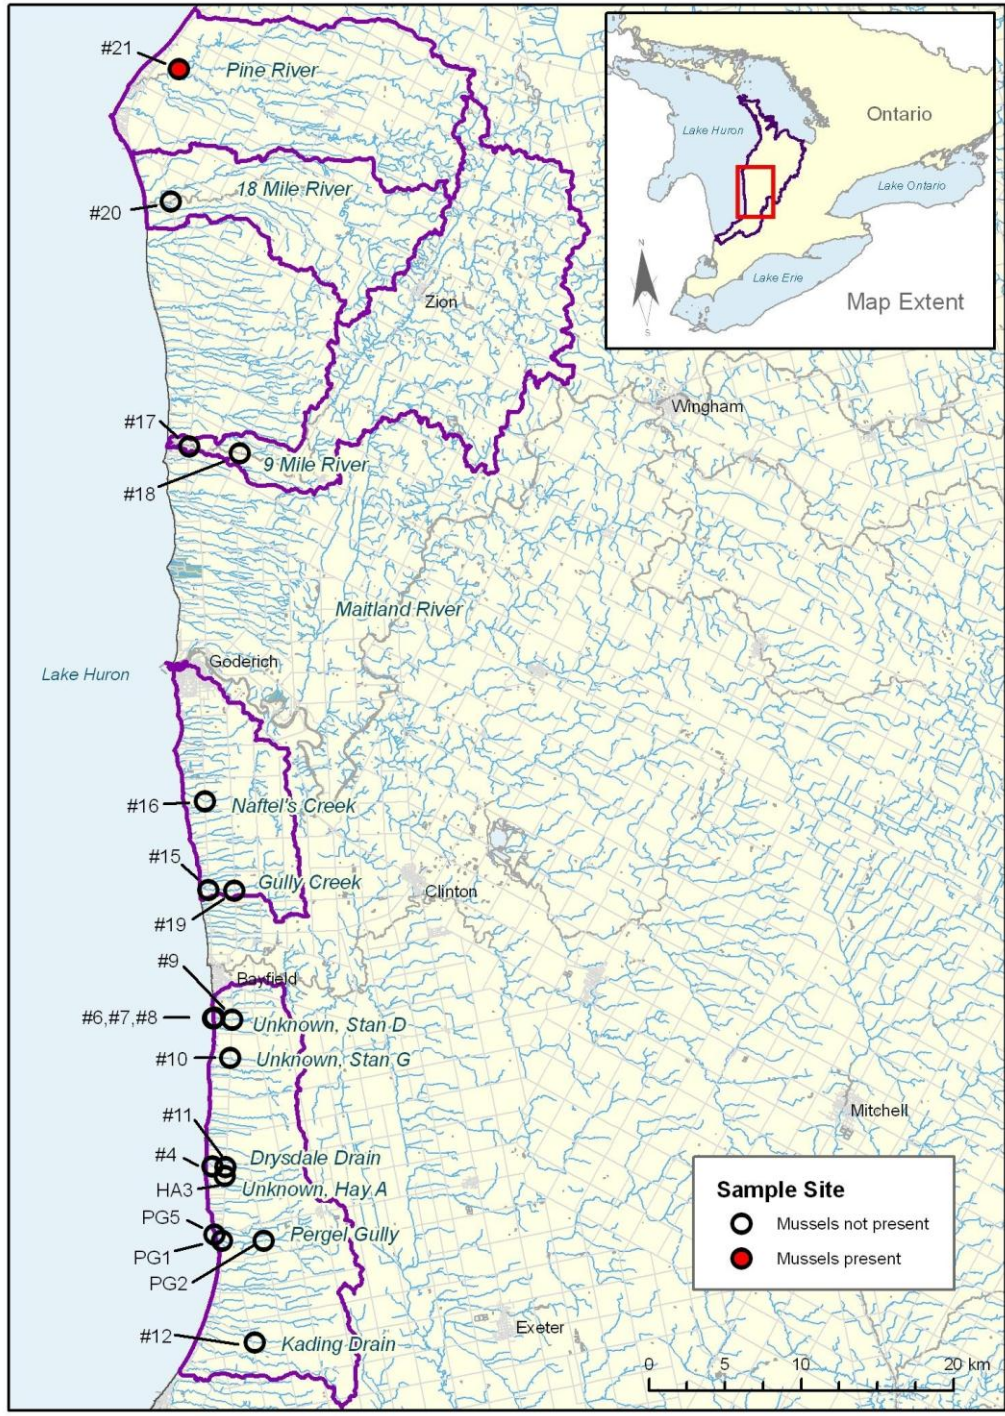 #21
Pine River
18 Mile River
#20
Zion
#17
9 Mile River
#18
Wingham
Maitland River
Lake Huron
Goderich
#16
Naftel's Creek
#15
Gully Creek
#19
Clinton
#9
Bayfield
#6,#7,#8
Unknown, Stan D
#10
Unknown, Stan G
#11
Mitchell
#4
Drysdale Drain
HA3
Unknown, Hay A
PG5
Pergel Gully
PG1
PG2
#12
Kading Drain
Exeter
Ontario
Lake Huron
Lake Ontario
N
S
Lake Erie
Map Extent
Sample Site
Mussels not present
Mussels present
0 5 10 20 km